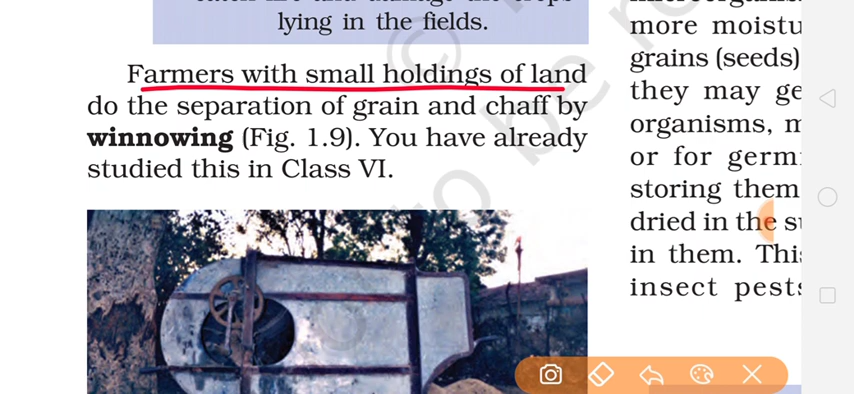 lying in the fields.
Farmers with small holdings of land
do the separation of grain and chaff by
winnowing (Fig. 1.9). You have already
studied this in Class VI.
more moistu
grains (seeds)
they may ge
organisms, m
or for germi
storing them
dried in the su
in them. This
insect pests